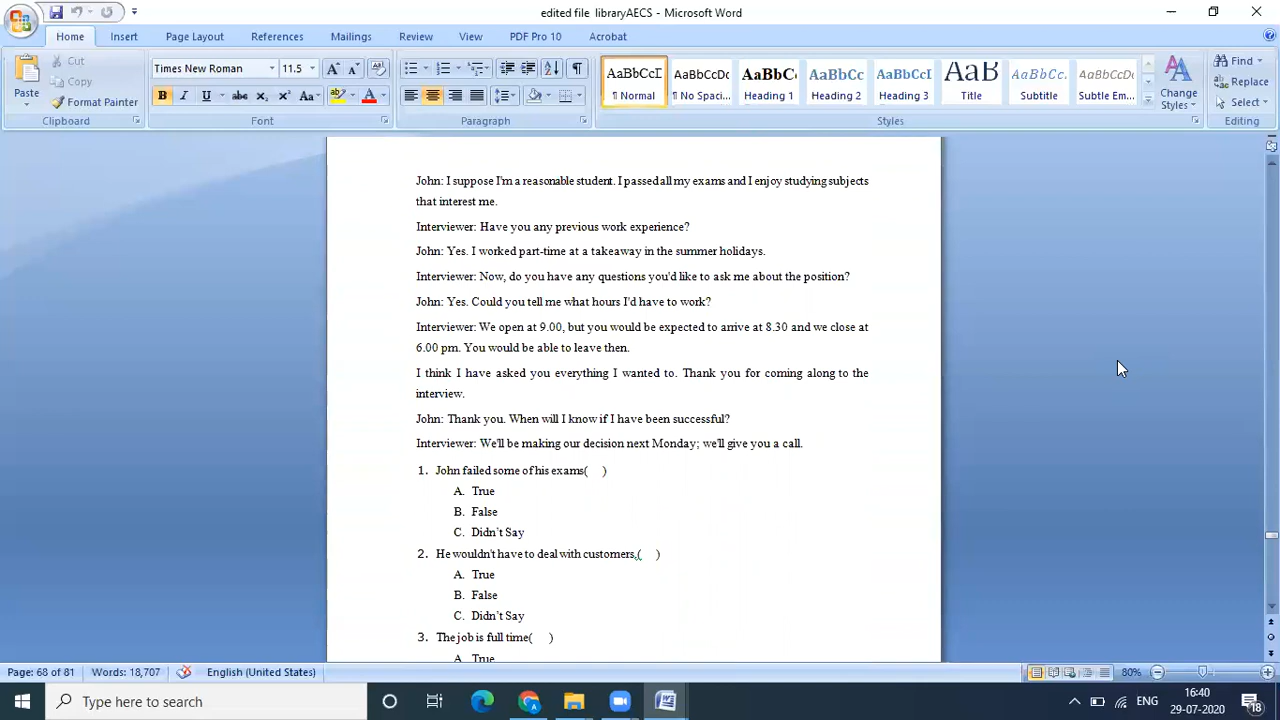 edited file libraryAECS - Microsoft Word
Home Insert Page Layout References Mailings Review View PDF Pro 10 Acrobat
Paste
Cut
Copy
Format Painter
Clipboard
Times New Roman 11.5
Font
Paragraph
AaBbCcI AaBbCcDc AaBbC AaBbCc AaBbCcI AaB AaBbCc. AaBbCcDc
¶ Normal ¶ No Spaci... Heading 1 Heading 2 Heading 3 Title Subtitle Subtle Em...
Change Styles
Styles
Find
Replace
Select
Editing
John: I suppose I'm a reasonable student. I passed all my exams and I enjoy studying subjects
that interest me.
Interviewer: Have you any previous work experience?
John: Yes. I worked part-time at a takeaway in the summer holidays.
Interviewer: Now, do you have any questions you'd like to ask me about the position?
John: Yes. Could you tell me what hours I'd have to work?
Interviewer: We open at 9.00, but you would be expected to arrive at 8.30 and we close at
6.00 pm. You would be able to leave then.
I think I have asked you everything I wanted to. Thank you for coming along to the
interview.
John: Thank you. When will I know if I have been successful?
Interviewer: We'll be making our decision next Monday; we'll give you a call.
1. John failed some of his exams( )
A. True
B. False
C. Didn't Say
2. He wouldn't have to deal with customers.( )
A. True
B. False
C. Didn't Say
3. The job is full time( )
A. True
Page: 68 of 81 Words: 18,707 English (United States) 80%
Type here to search
ENG
16:40
29-07-2020
18